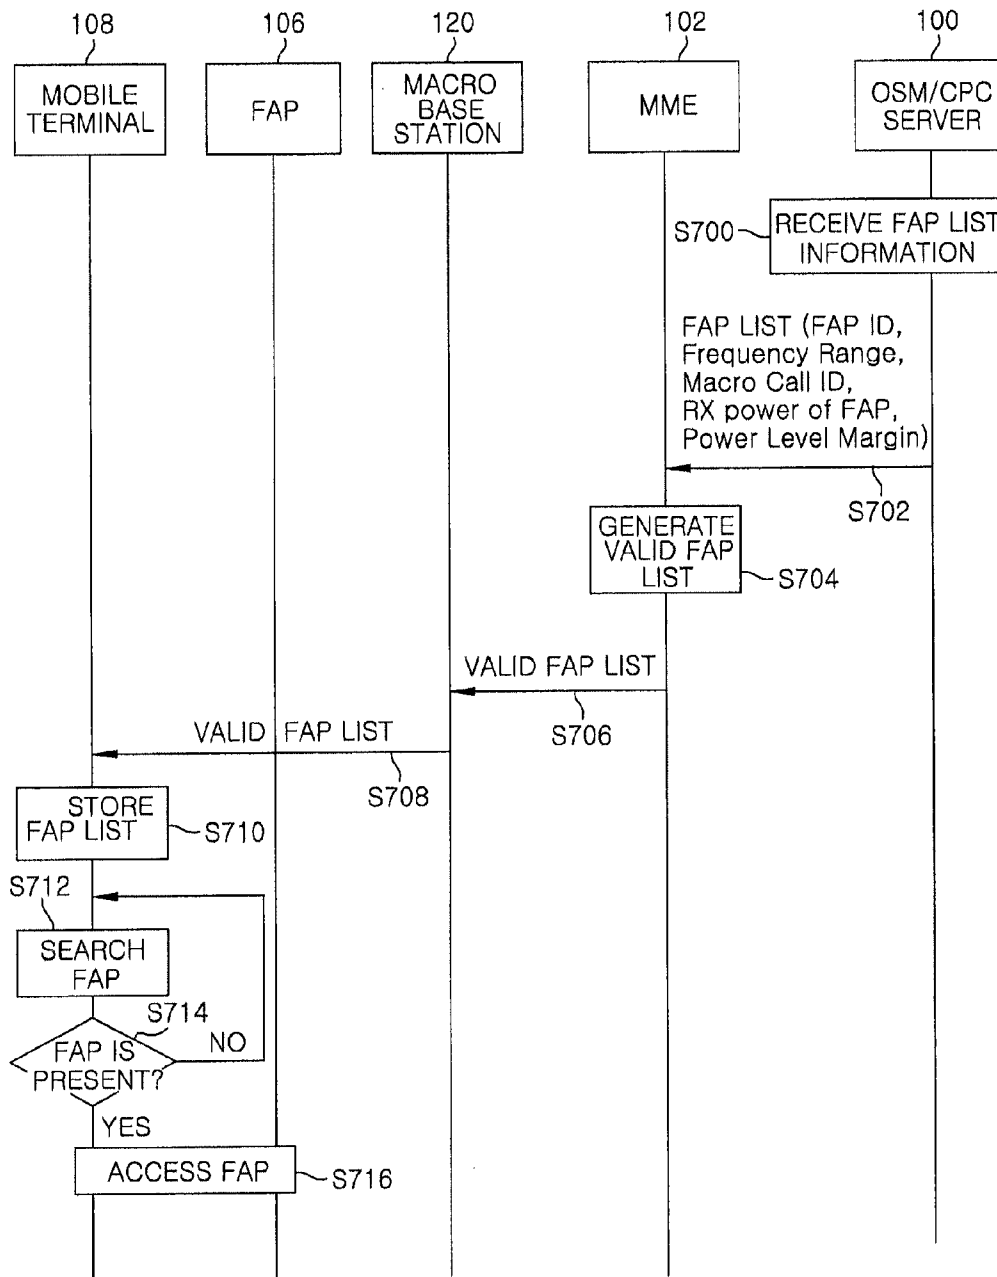 108
106
120
102
100
MOBILE
TERMINAL
FAP
MACRO
BASE
STATION
MME
OSM/CPC
SERVER
S700
RECEIVE FAP LIST
INFORMATION
FAP LIST (FAP ID,
Frequency Range,
Macro Call ID,
RX power of FAP,
Power Level Margin)
S702
GENERATE
VALID FAP
LIST
S704
VALID FAP LIST
S706
VALID FAP LIST
S708
STORE
FAP LIST
S710
S712
SEARCH
FAP
S714
FAP IS
PRESENT?
NO
YES
ACCESS FAP
S716